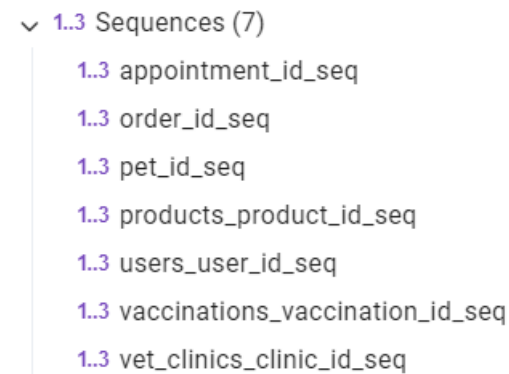 1..3 Sequences (7)
1..3 appointment_id_seq
1..3 order_id_seq
1..3 pet_id_seq
1..3 products_product_id_seq
1..3 users_user_id_seq
1..3 vaccinations_vaccination_id_seq
1..3 vet_clinics_clinic_id_seq